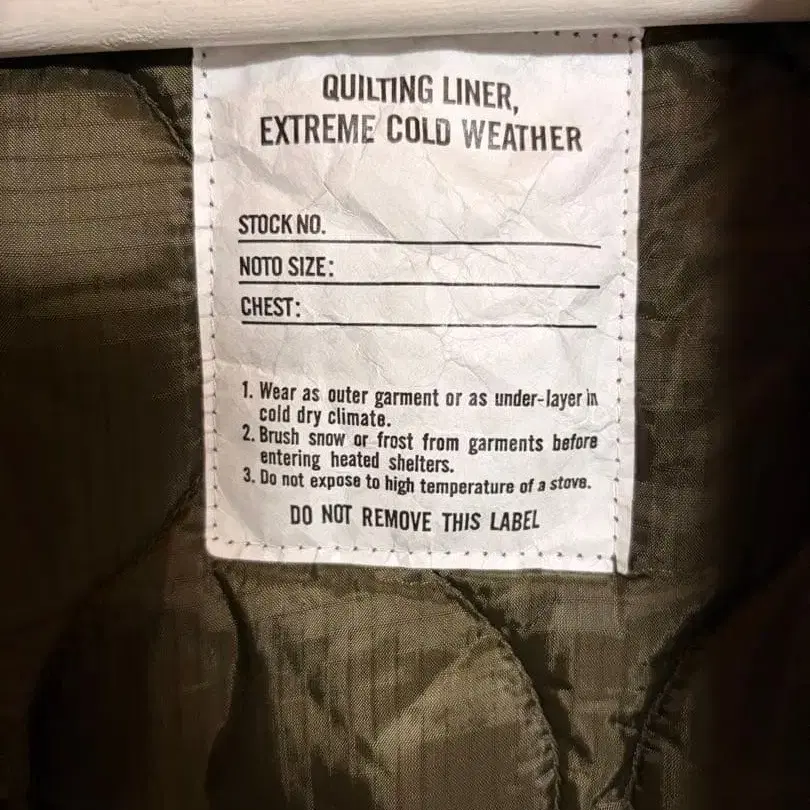 QUILTING LINER,
EXTREME COLD WEATHER
STOCK NO.
NOTO SIZE:
CHEST:
1. Wear as outer garment or as under-layer in
cold dry climate.
2. Brush snow or frost from garments before
entering heated shelters.
3. Do not expose to high temperature of a stove.
DO NOT REMOVE THIS LABEL